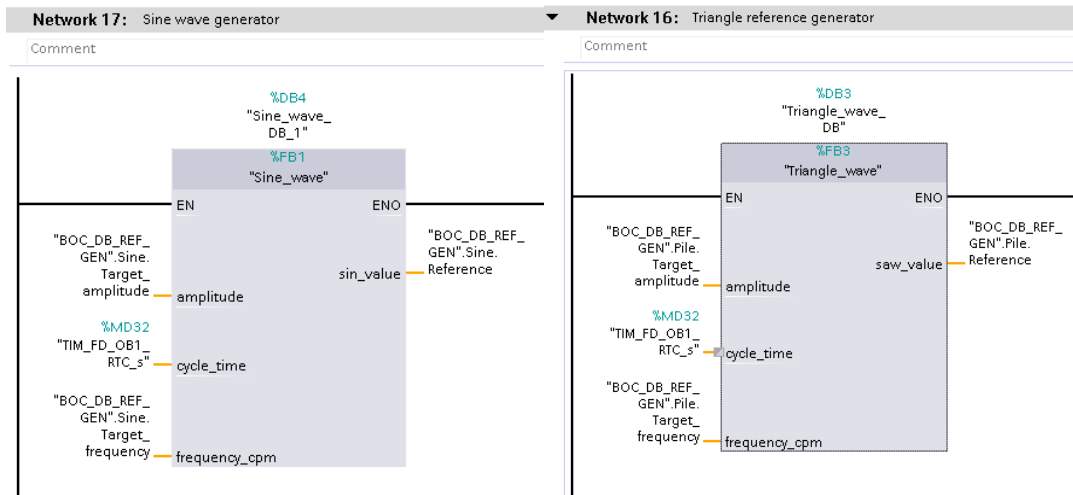 Network 17: Sine wave generator
Comment
%DB4
"Sine_wave_
DB_1"
%FB1
"Sine_wave"
EN
ENO
"BOC_DB_REF_
GEN".Sine.
Target_
amplitude
amplitude
sin_value
"BOC_DB_REF_
GEN".Sine.
Reference
%MD32
"TIM_FD_OB1_
RTC_s"
cycle_time
"BOC_DB_REF_
GEN".Sine.
Target_
frequency
frequency_cpm
Network 16: Triangle reference generator
Comment
%DB3
"Triangle_wave_
DB"
%FB3
"Triangle_wave"
EN
ENO
"BOC_DB_REF_
GEN".Pile.
Target_
amplitude
amplitude
saw_value
"BOC_DB_REF_
GEN".Pile.
Reference
%MD32
"TIM_FD_OB1_
RTC_s"
cycle_time
"BOC_DB_REF_
GEN".Pile.
Target_
frequency
frequency_cpm